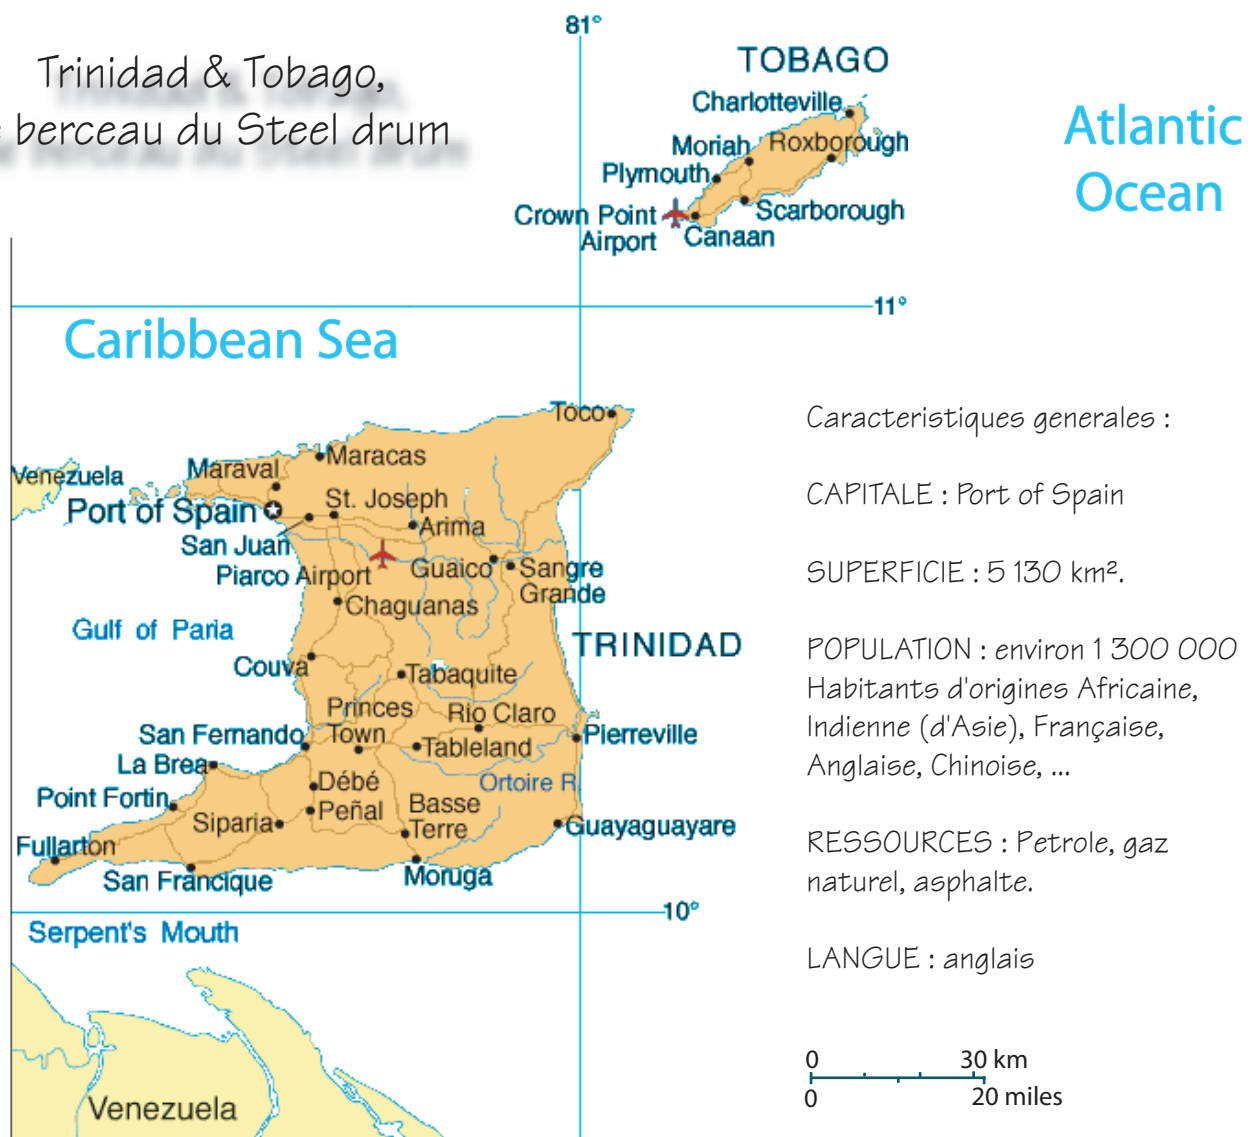 81°
Trinidad & Tobago,
berceau du Steel drum
TOBAGO
Charlotteville
Moriah
Roxborough
Plymouth
Crown Point
Airport
Scarborough
Canaan
Atlantic
Ocean
11°
Caribbean Sea
Toco
Maracas
Maraval
Venezuela
Port of Spain
St. Joseph
Arima
San Juan
Piarco Airport
Guaico
Sangre
Grande
Chaguanas
Gulf of Paria
TRINIDAD
Couva
Tabaquite
Princes
Town
Rio Claro
San Fernando
Tableland
Pierreville
La Brea
Débé
Ortoire R.
Point Fortin
Peñal
Basse
Terre
Siparia
Guayaguayare
Fullarton
San Francique
Moruga
10°
Serpent's Mouth
Venezuela
Caracteristiques generales :
CAPITALE : Port of Spain
SUPERFICIE : 5 130 km².
POPULATION : environ 1 300 000
Habitants d'origines Africaine,
Indienne (d'Asie), Française,
Anglaise, Chinoise, ...
RESSOURCES : Petrole, gaz
naturel, asphalte.
LANGUE : anglais
0 30 km
0 20 miles